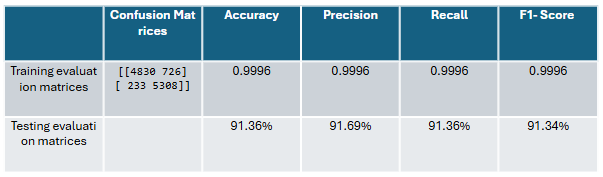 Confusion Mat
rices
Accuracy
Precision
Recall
F1- Score
Training evaluat
ion matrices
[[4830 726]
[ 233 5308]]
0.9996
0.9996
0.9996
0.9996
Testing evaluati
on matrices
91.36%
91.69%
91.36%
91.34%